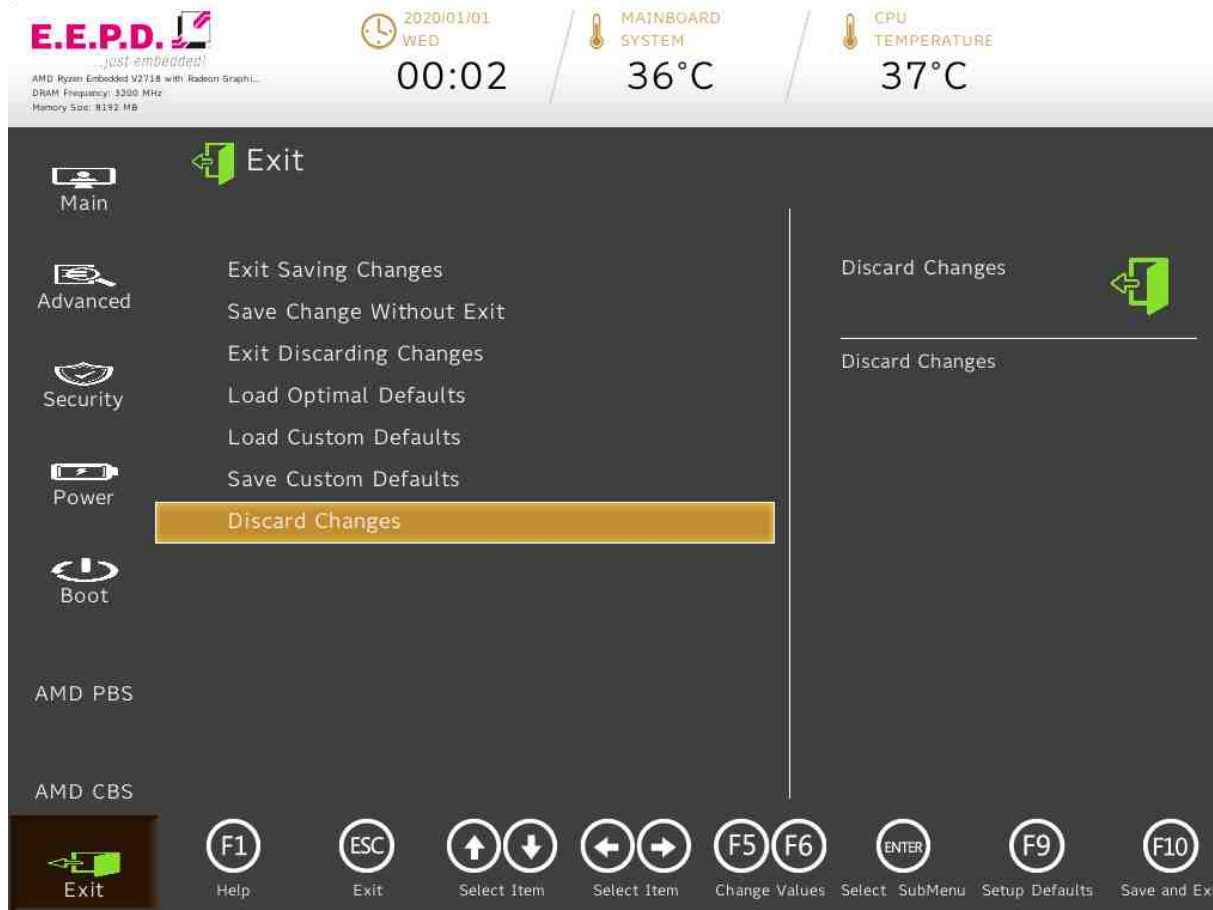 E.E.P.D.
...just embedded!
AMD Ryzen Embedded V2718 with Radeon Graphi...
DRAM Frequency: 3200 MHz
Memory Size: 8192 MB
2020/01/01
WED
00:02
MAINBOARD
SYSTEM
36°C
CPU
TEMPERATURE
37°C
Main
Advanced
Security
Power
Boot
AMD PBS
AMD CBS
Exit
Exit
Exit Saving Changes
Save Change Without Exit
Exit Discarding Changes
Load Optimal Defaults
Load Custom Defaults
Save Custom Defaults
Discard Changes
Discard Changes
Discard Changes
F1
Help
ESC
Exit
Select Item
Select Item
F5 F6
Change Values
ENTER
Select SubMenu
F9
Setup Defaults
F10
Save and Ex